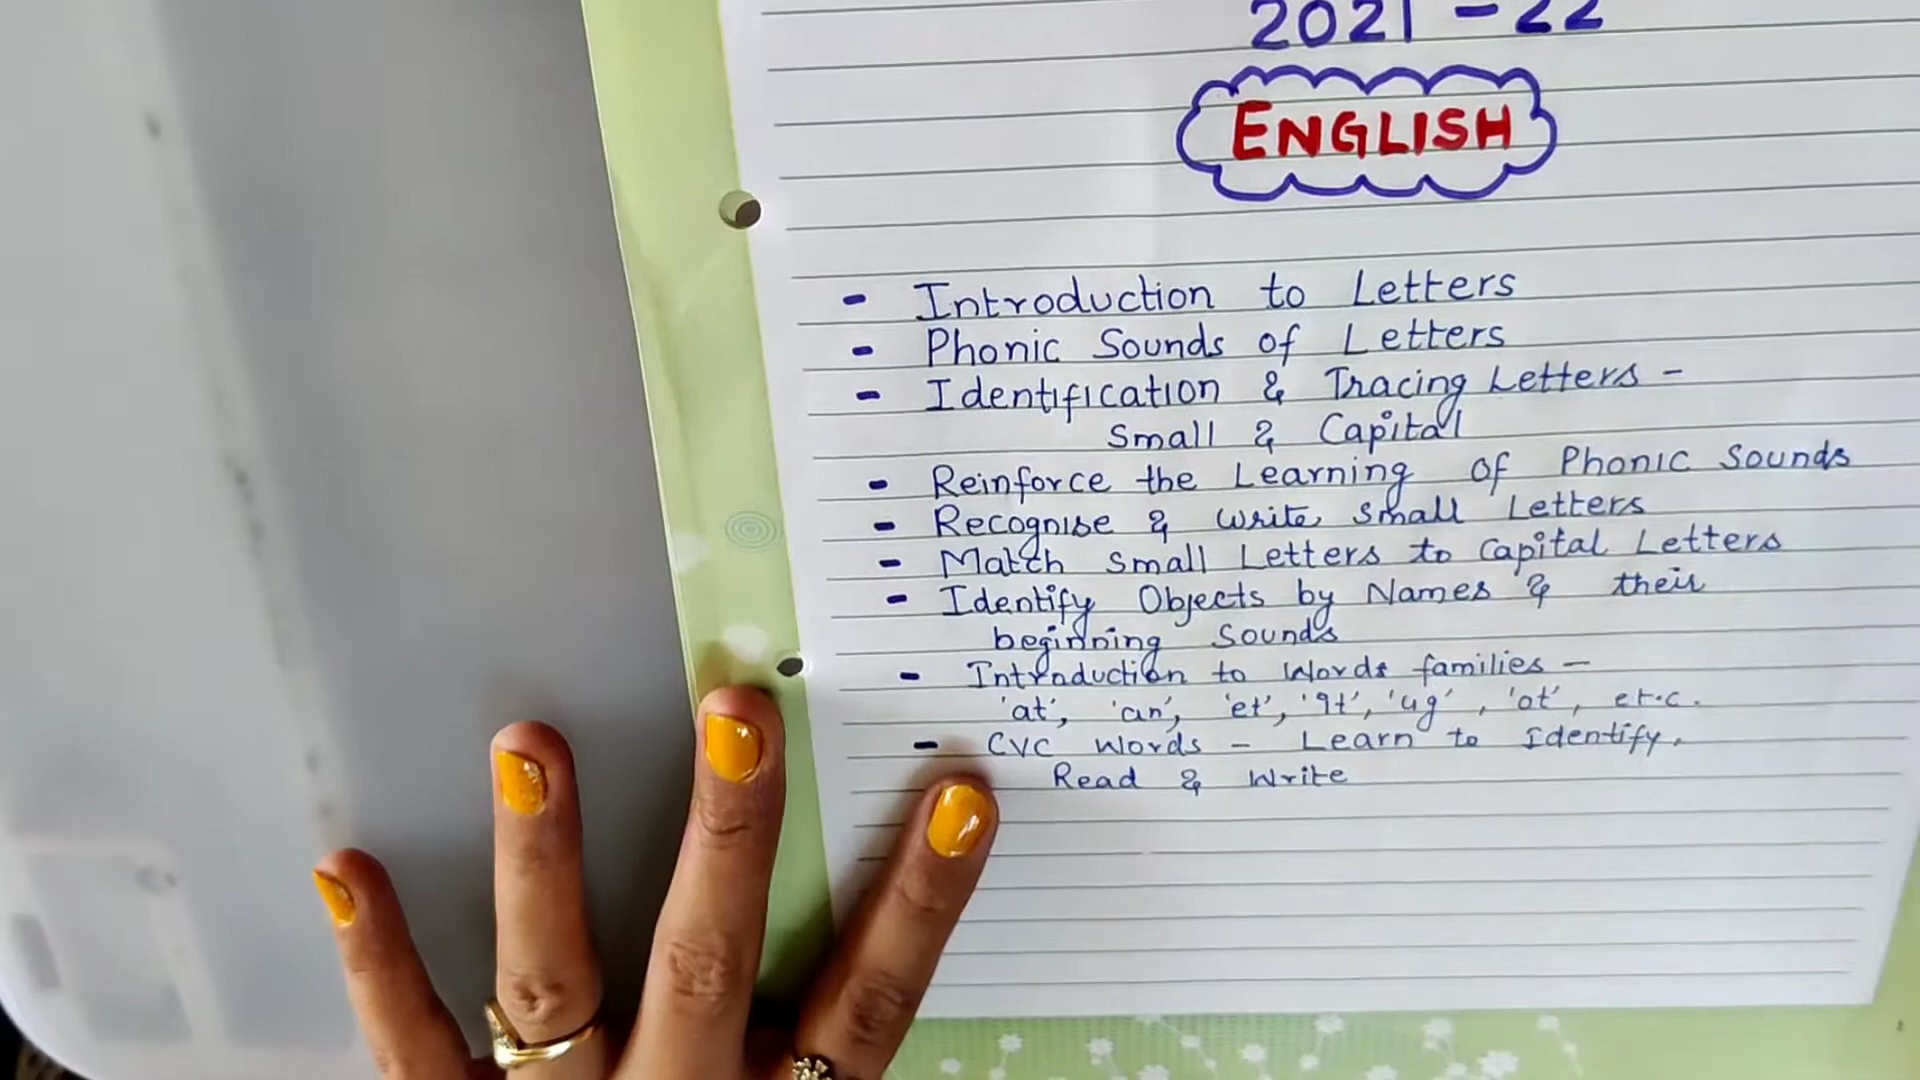 2021 - 22
ENGLISH
- Introduction to Letters
- Phonic Sounds of Letters
- Identification & Tracing Letters -
Small & Capital
- Reinforce the Learning of Phonic Sounds
- Recognise & Write Small Letters
- Match Small Letters to Capital Letters
- Identify Objects by Names & their
beginning Sounds
- Introduction to Words families -
'at', 'an', 'et', 'it', 'ug', 'ot', et.c.
- CVC Words - Learn to Identify,
Read & Write